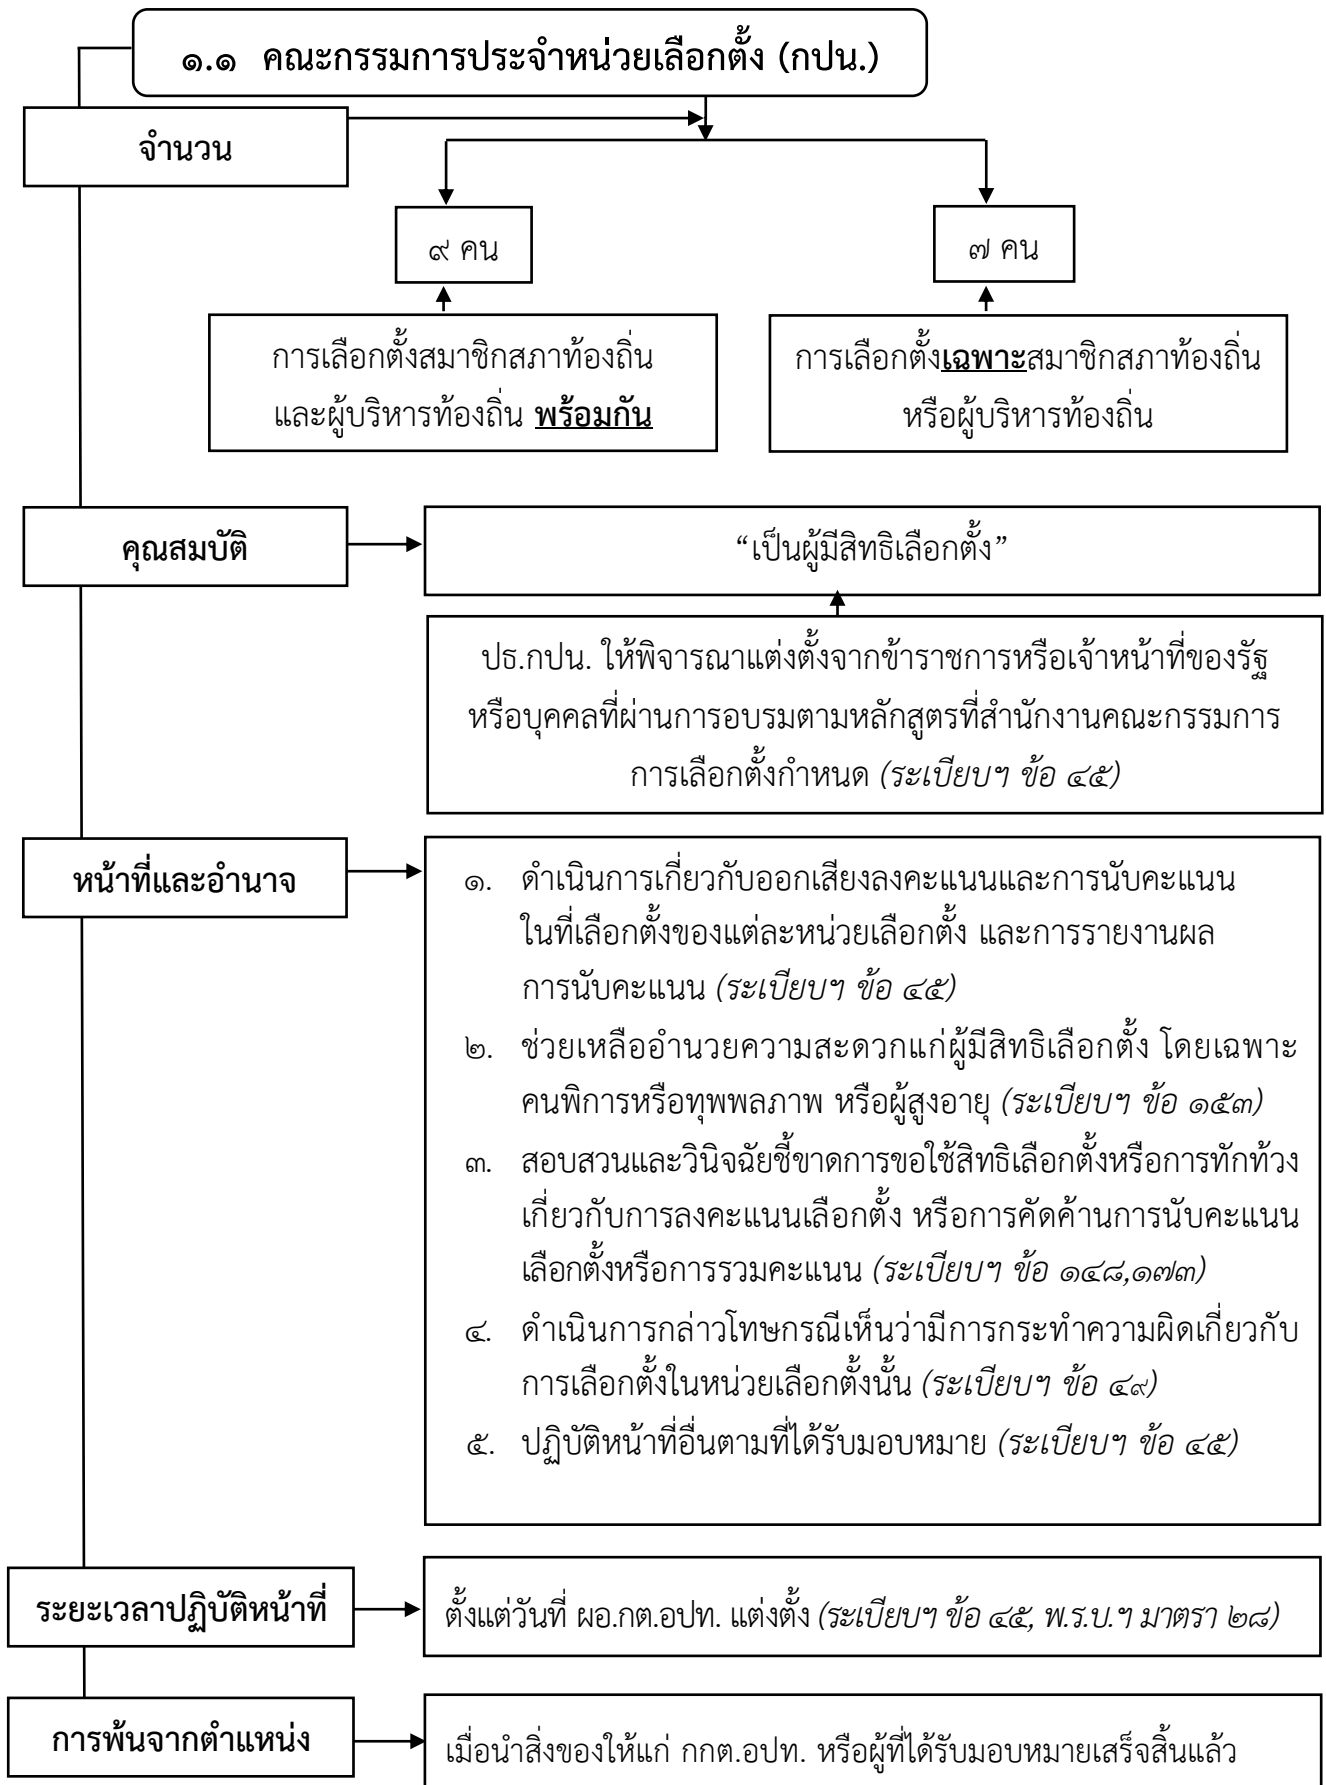 ๑.๑ คณะกรรมการประจำหน่วยเลือกตั้ง (กปน.)
จำนวน
๙ คน
๗ คน
การเลือกตั้งสมาชิกสภาท้องถิ่น
และผู้บริหารท้องถิ่น พร้อมกัน
การเลือกตั้งเฉพาะสมาชิกสภาท้องถิ่น
หรือผู้บริหารท้องถิ่น
คุณสมบัติ
“เป็นผู้มีสิทธิเลือกตั้ง”
ปธ.กปน. ให้พิจารณาแต่งตั้งจากข้าราชการหรือเจ้าหน้าที่ของรัฐ
หรือบุคคลที่ผ่านการอบรมตามหลักสูตรที่สำนักงานคณะกรรมการ
การเลือกตั้งกำหนด (ระเบียบฯ ข้อ ๔๕)
หน้าที่และอำนาจ
๑. ดำเนินการเกี่ยวกับออกเสียงลงคะแนนและการนับคะแนน
ในที่เลือกตั้งของแต่ละหน่วยเลือกตั้ง และการรายงานผล
การนับคะแนน (ระเบียบฯ ข้อ ๔๕)
๒. ช่วยเหลืออำนวยความสะดวกแก่ผู้มีสิทธิเลือกตั้ง โดยเฉพาะ
คนพิการหรือทุพพลภาพ หรือผู้สูงอายุ (ระเบียบฯ ข้อ ๑๕๓)
๓. สอบสวนและวินิจฉัยชี้ขาดการขอใช้สิทธิเลือกตั้งหรือการทักท้วง
เกี่ยวกับการลงคะแนนเลือกตั้ง หรือการคัดค้านการนับคะแนน
เลือกตั้งหรือการรวมคะแนน (ระเบียบฯ ข้อ ๑๔๘,๑๗๓)
๔. ดำเนินการกล่าวโทษกรณีเห็นว่ามีการกระทำความผิดเกี่ยวกับ
การเลือกตั้งในหน่วยเลือกตั้งนั้น (ระเบียบฯ ข้อ ๔๙)
๕. ปฏิบัติหน้าที่อื่นตามที่ได้รับมอบหมาย (ระเบียบฯ ข้อ ๔๕)
ระยะเวลาปฏิบัติหน้าที่
ตั้งแต่วันที่ ผอ.กต.อปท. แต่งตั้ง (ระเบียบฯ ข้อ ๔๕, พ.ร.บ.ฯ มาตรา ๒๘)
การพ้นจากตำแหน่ง
เมื่อนำสิ่งของให้แก่ กกต.อปท. หรือผู้ที่ได้รับมอบหมายเสร็จสิ้นแล้ว